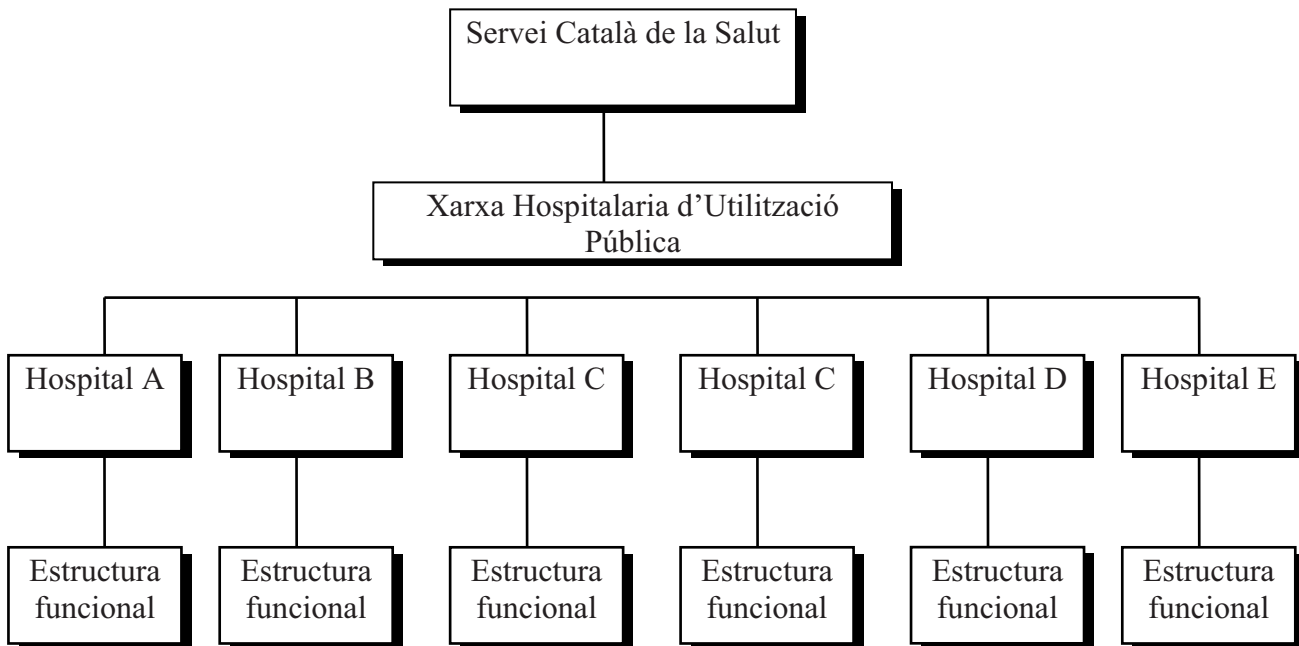 Servei Català de la Salut
Xarxa Hospitalaria d’Utilització
Pública
Hospital A
Hospital B
Hospital C
Hospital C
Hospital D
Hospital E
Estructura
funcional
Estructura
funcional
Estructura
funcional
Estructura
funcional
Estructura
funcional
Estructura
funcional